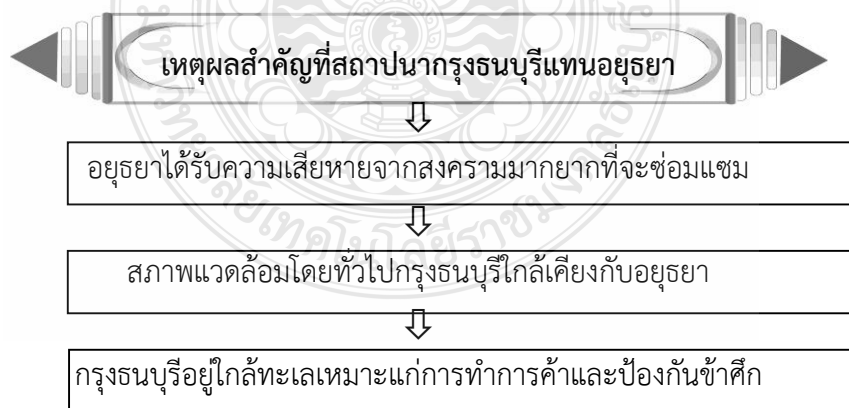 เหตุผลสำคัญที่สถาปนากรุงธนบุรีแทนอยุธยา
อยุธยาได้รับความเสียหายจากสงครามมากยากที่จะซ่อมแซม
สภาพแวดล้อมโดยทั่วไปกรุงธนบุรีใกล้เคียงกับอยุธยา
กรุงธนบุรีอยู่ใกล้ทะเลเหมาะแก่การทำการค้าและป้องกันข้าศึก